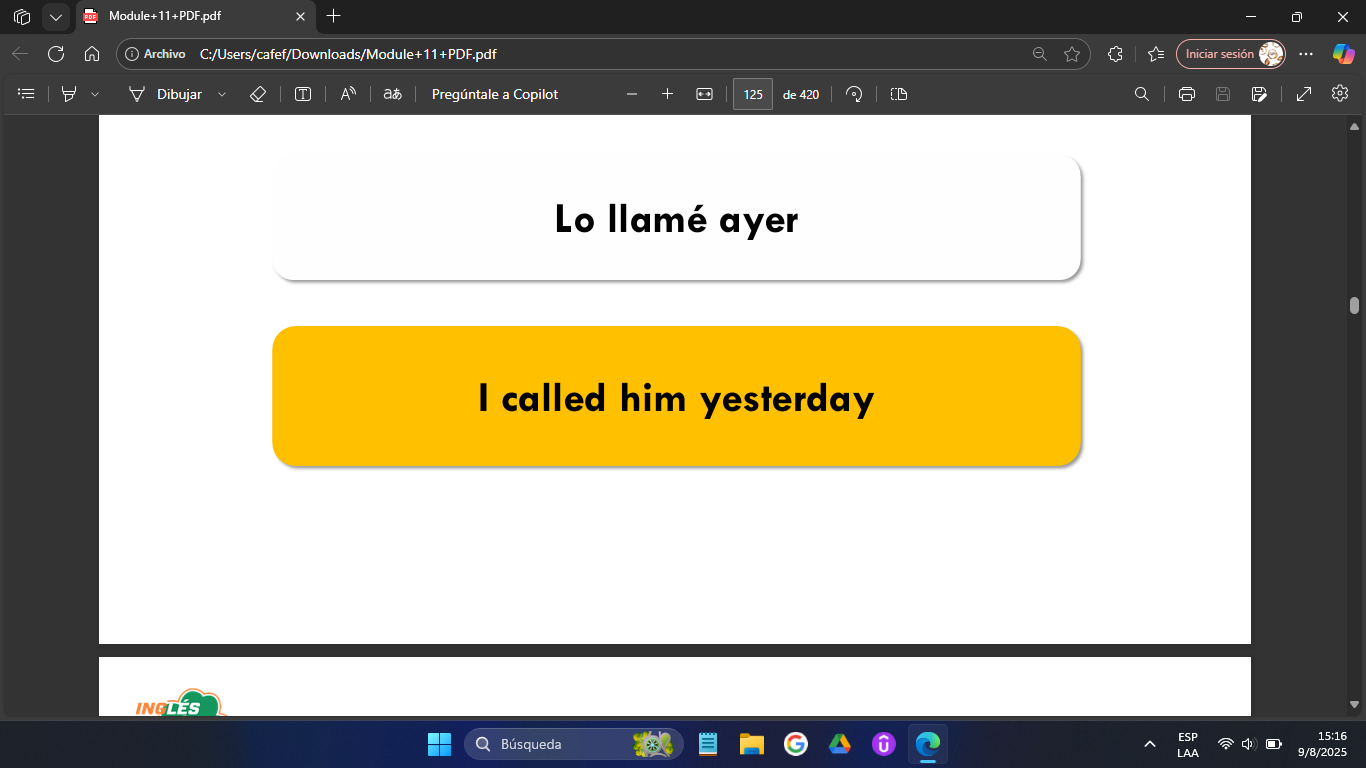 Module+11+PDF.pdf
Archivo C:/Users/cafef/Downloads/Module+11+PDF.pdf Iniciar sesión
Dibujar Pregúntale a Copilot 125 de 420
Lo llamé ayer
I called him yesterday
INGLÉS
Búsqueda
ESP
LAA
15:16
9/8/2025